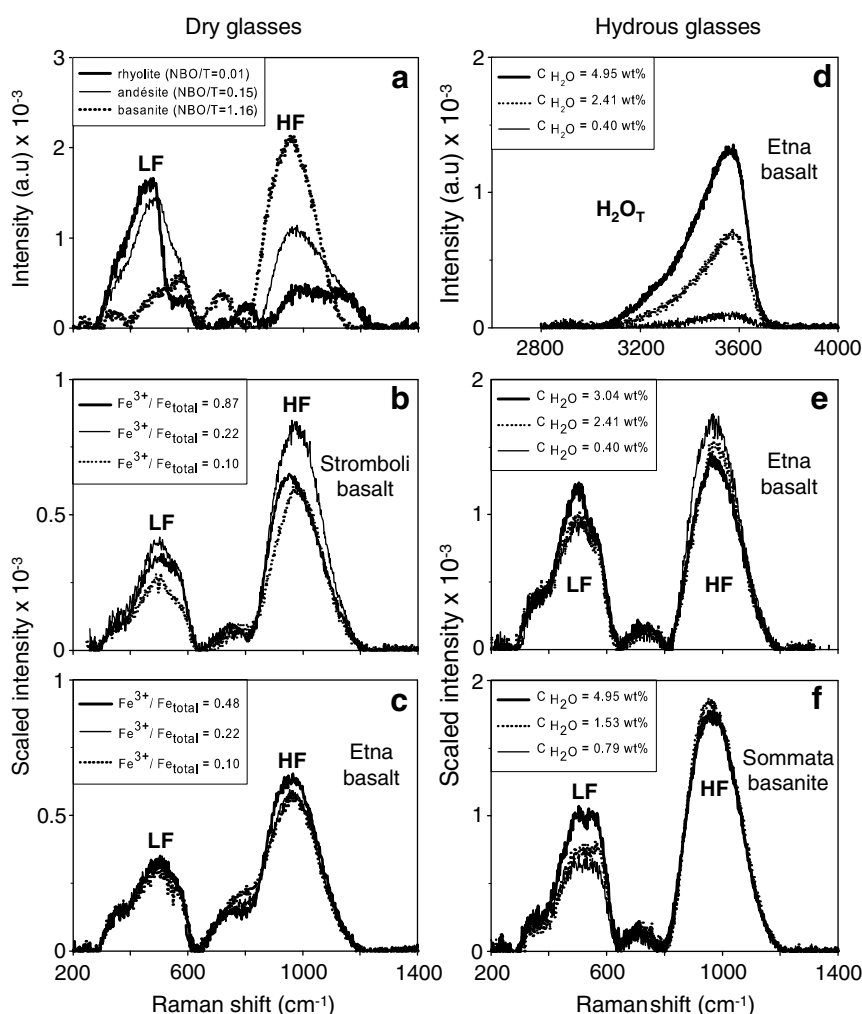 Dry glasses
Hydrous glasses
a
rhyolite (NBO/T=0.01)
andésite (NBO/T=0.15)
basanite (NBO/T=1.16)
LF
HF
Intensity (a.u) x 10-3
3
2
1
0
d
C H2O = 4.95 wt%
C H2O = 2.41 wt%
C H2O = 0.40 wt%
Etna
basalt
H2OT
Intensity (a.u) x 10-3
2
1
0
2800 3200 3600 4000
b
Fe3+/ Fetotal = 0.87
Fe3+/ Fetotal = 0.22
Fe3+/ Fetotal = 0.10
Stromboli
basalt
LF
HF
1
0.5
0
e
C H2O = 3.04 wt%
C H2O = 2.41 wt%
C H2O = 0.40 wt%
Etna
basalt
LF
HF
2
1
0
c
Fe3+/ Fetotal = 0.48
Fe3+/ Fetotal = 0.22
Fe3+/ Fetotal = 0.10
Etna
basalt
LF
HF
Scaled intensity x 10-3
1
0.5
0
200 600 1000 1400
Raman shift (cm-1)
f
C H2O = 4.95 wt%
C H2O = 1.53 wt%
C H2O = 0.79 wt%
Sommata
basanite
LF
HF
Scaled intensity x 10-3
2
1
0
200 600 1000 1400
Raman shift (cm-1)